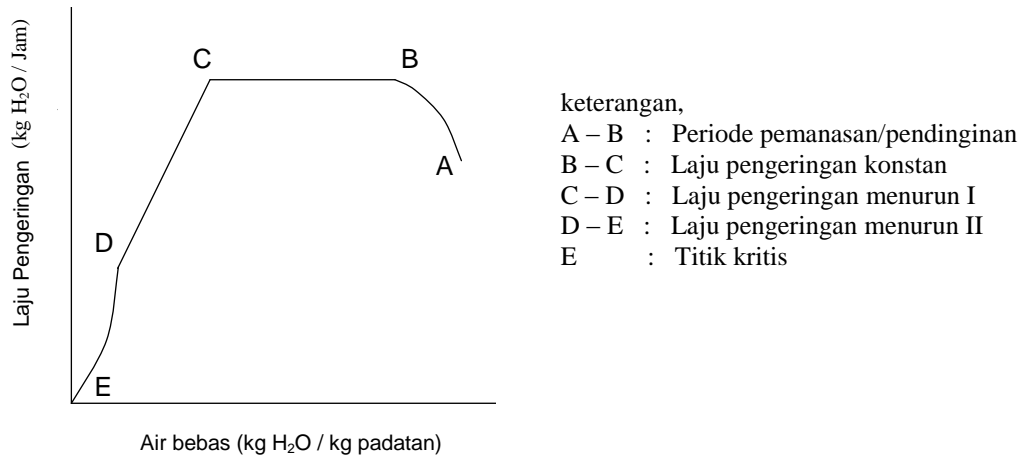 Laju Pengeringan (kg H₂O / Jam)
C
B
A
D
E
Air bebas (kg H₂O / kg padatan)
keterangan,
A – B : Periode pemanasan/pendinginan
B – C : Laju pengeringan konstan
C – D : Laju pengeringan menurun I
D – E : Laju pengeringan menurun II
E : Titik kritis